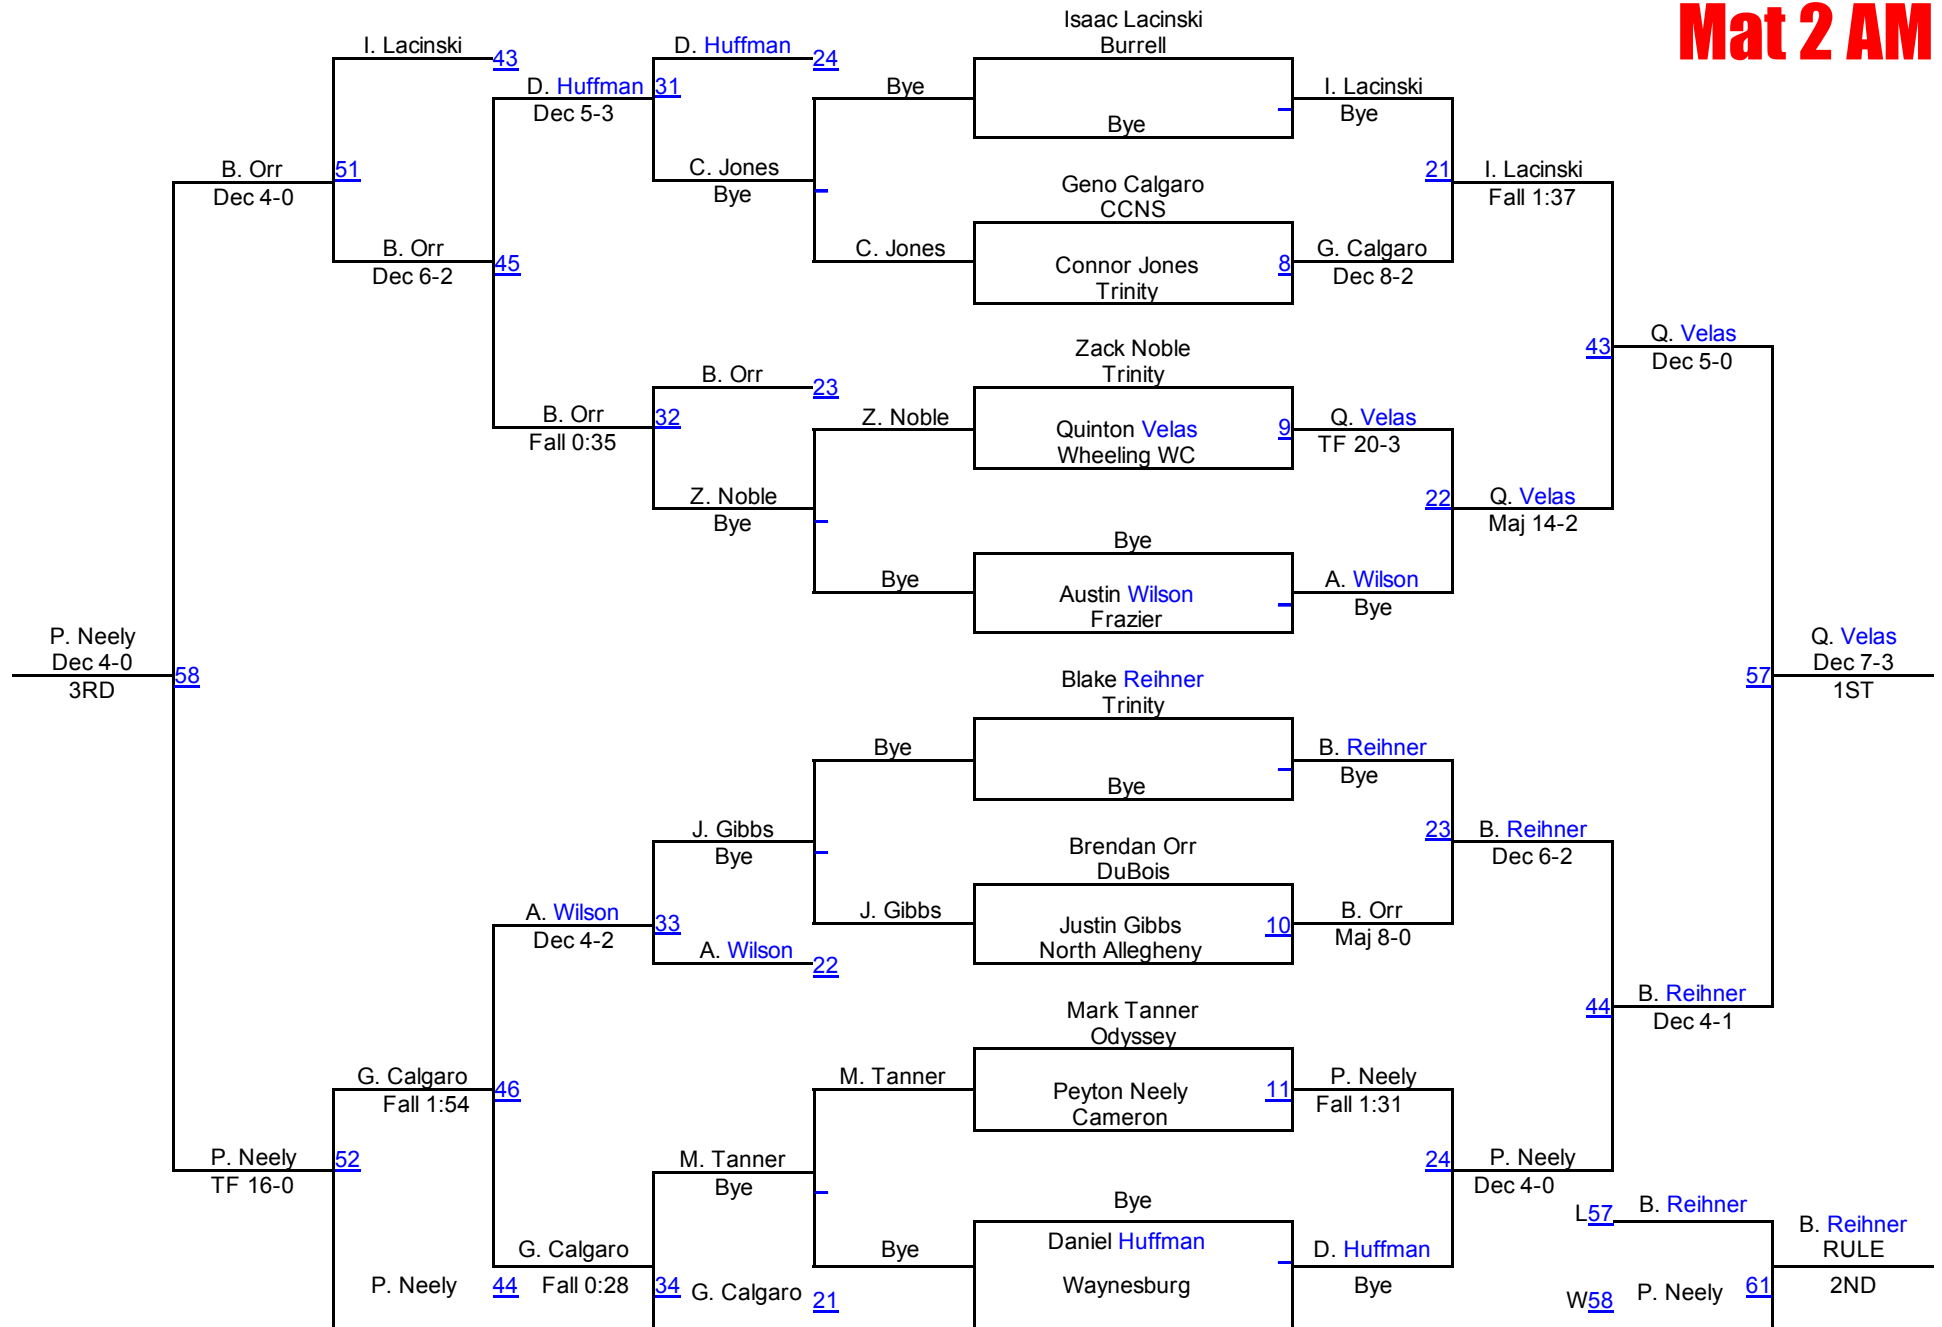 Mat 2 AM
Isaac Lacinski
Burrell
Bye
Geno Calgaro
CCNS
Connor Jones
Trinity
8
Zack Noble
Trinity
Quinton Velas
Wheeling WC
9
Bye
Austin Wilson
Frazier
Blake Reihner
Trinity
Bye
Brendan Orr
DuBois
Justin Gibbs
North Allegheny
10
Mark Tanner
Odyssey
Peyton Neely
Cameron
11
Bye
Daniel Huffman
Waynesburg
I. Lacinski
Bye
21
G. Calgaro
Dec 8-2
Q. Velas
TF 20-3
22
A. Wilson
Bye
B. Reihner
Bye
23
B. Orr
Maj 8-0
P. Neely
Fall 1:31
24
D. Huffman
Bye
I. Lacinski
Fall 1:37
43
Q. Velas
Maj 14-2
B. Reihner
Dec 6-2
44
P. Neely
Dec 4-0
Q. Velas
Dec 5-0
57
B. Reihner
Dec 4-1
Q. Velas
Dec 7-3
1ST
L57 B. Reihner
W58 P. Neely 61
B. Reihner
RULE
2ND
Bye
C. Jones
Z. Noble
Bye
Bye
J. Gibbs
M. Tanner
Bye
D. Huffman 24
31
C. Jones
Bye
B. Orr 23
32
Z. Noble
Bye
J. Gibbs
Bye
33
A. Wilson 22
M. Tanner
Bye
34 G. Calgaro 21
D. Huffman
Dec 5-3
45
B. Orr
Fall 0:35
A. Wilson
Dec 4-2
46
G. Calgaro
Fall 0:28
I. Lacinski 43
51
B. Orr
Dec 6-2
G. Calgaro
Fall 1:54
52
P. Neely 44
B. Orr
Dec 4-0
58
P. Neely
TF 16-0
P. Neely
Dec 4-0
3RD